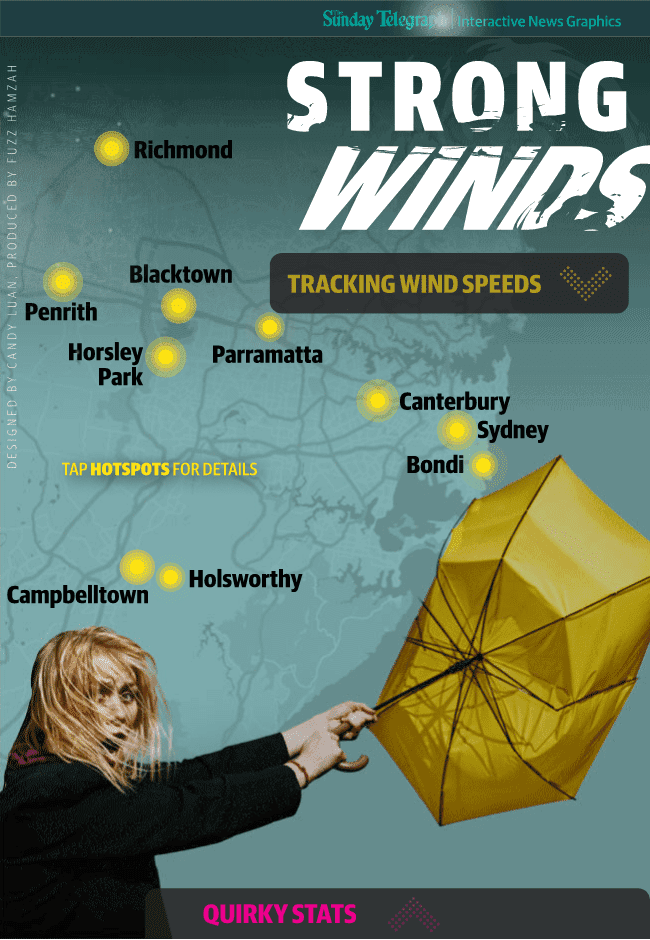 The Sunday Telegraph Interactive News Graphics
STRONG
WINDS
DESIGNED BY CANDY LUAN, PRODUCED BY FUZZ HAMZAH
Richmond
TRACKING WIND SPEEDS
Blacktown
Penrith
Horsley
Park
Parramatta
Canterbury
Sydney
Bondi
TAP HOTSPOTS FOR DETAILS
Holsworthy
Campbelltown
QUIRKY STATS